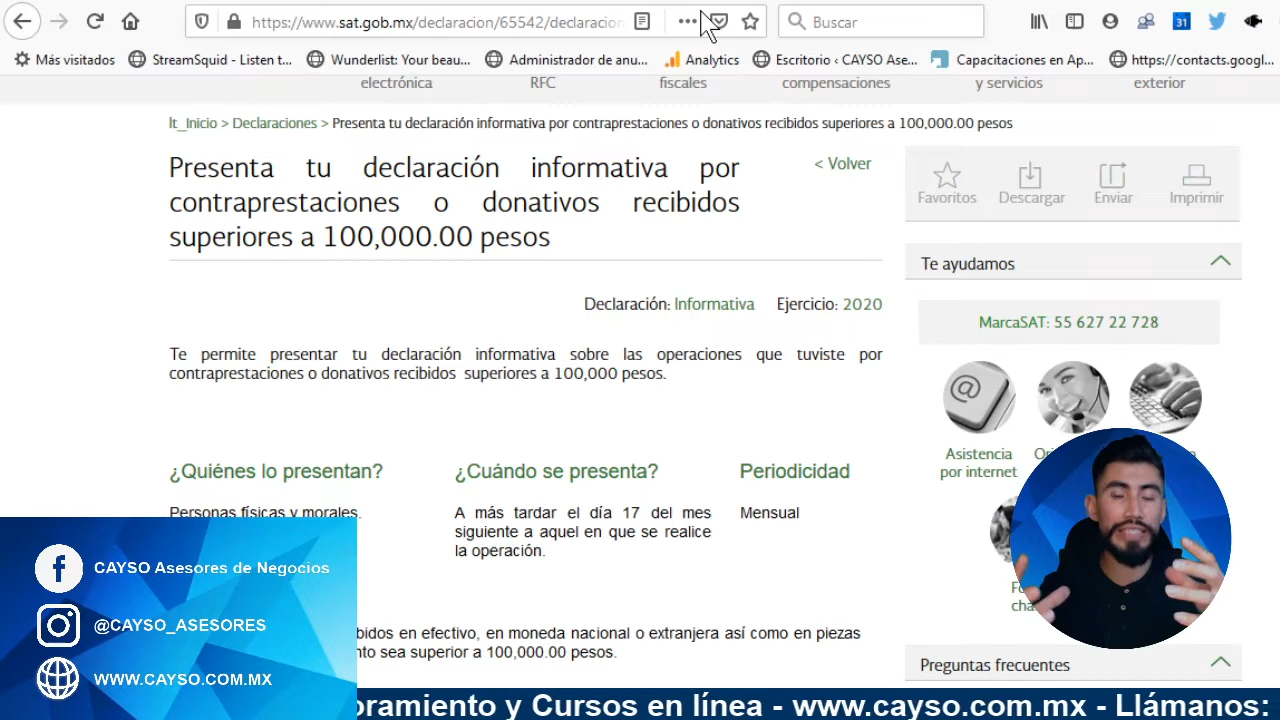 https://www.sat.gob.mx/declaracion/65542/declaracion
Buscar
31
Más visitados
StreamSquid - Listen t...
Wunderlist: Your beau...
Administrador de anu...
Analytics
Escritorio ‹ CAYSO Ase...
Capacitaciones en Ap...
https://contacts.googl...
electrónica
RFC
fiscales
compensaciones
y servicios
exterior
lt_Inicio > Declaraciones > Presenta tu declaración informativa por contraprestaciones o donativos recibidos superiores a 100,000.00 pesos
Presenta tu declaración informativa por
contraprestaciones o donativos recibidos
superiores a 100,000.00 pesos
< Volver
Favoritos
Descargar
Enviar
Imprimir
Te ayudamos
MarcaSAT: 55 627 22 728
Declaración: Informativa Ejercicio: 2020
Te permite presentar tu declaración informativa sobre las operaciones que tuviste por
contraprestaciones o donativos recibidos superiores a 100,000 pesos.
Asistencia
por internet
¿Quiénes lo presentan?
Personas físicas y morales.
¿Cuándo se presenta?
A más tardar el día 17 del mes
siguiente a aquel en que se realice
la operación.
Periodicidad
Mensual
en efectivo, en moneda nacional o extranjera así como en piezas
sea superior a 100,000.00 pesos.
Preguntas frecuentes
f
CAYSO Asesores de Negocios
@CAYSO_ASESORES
WWW.CAYSO.COM.MX
y Cursos en línea - www.cayso.com.mx - Llámanos: